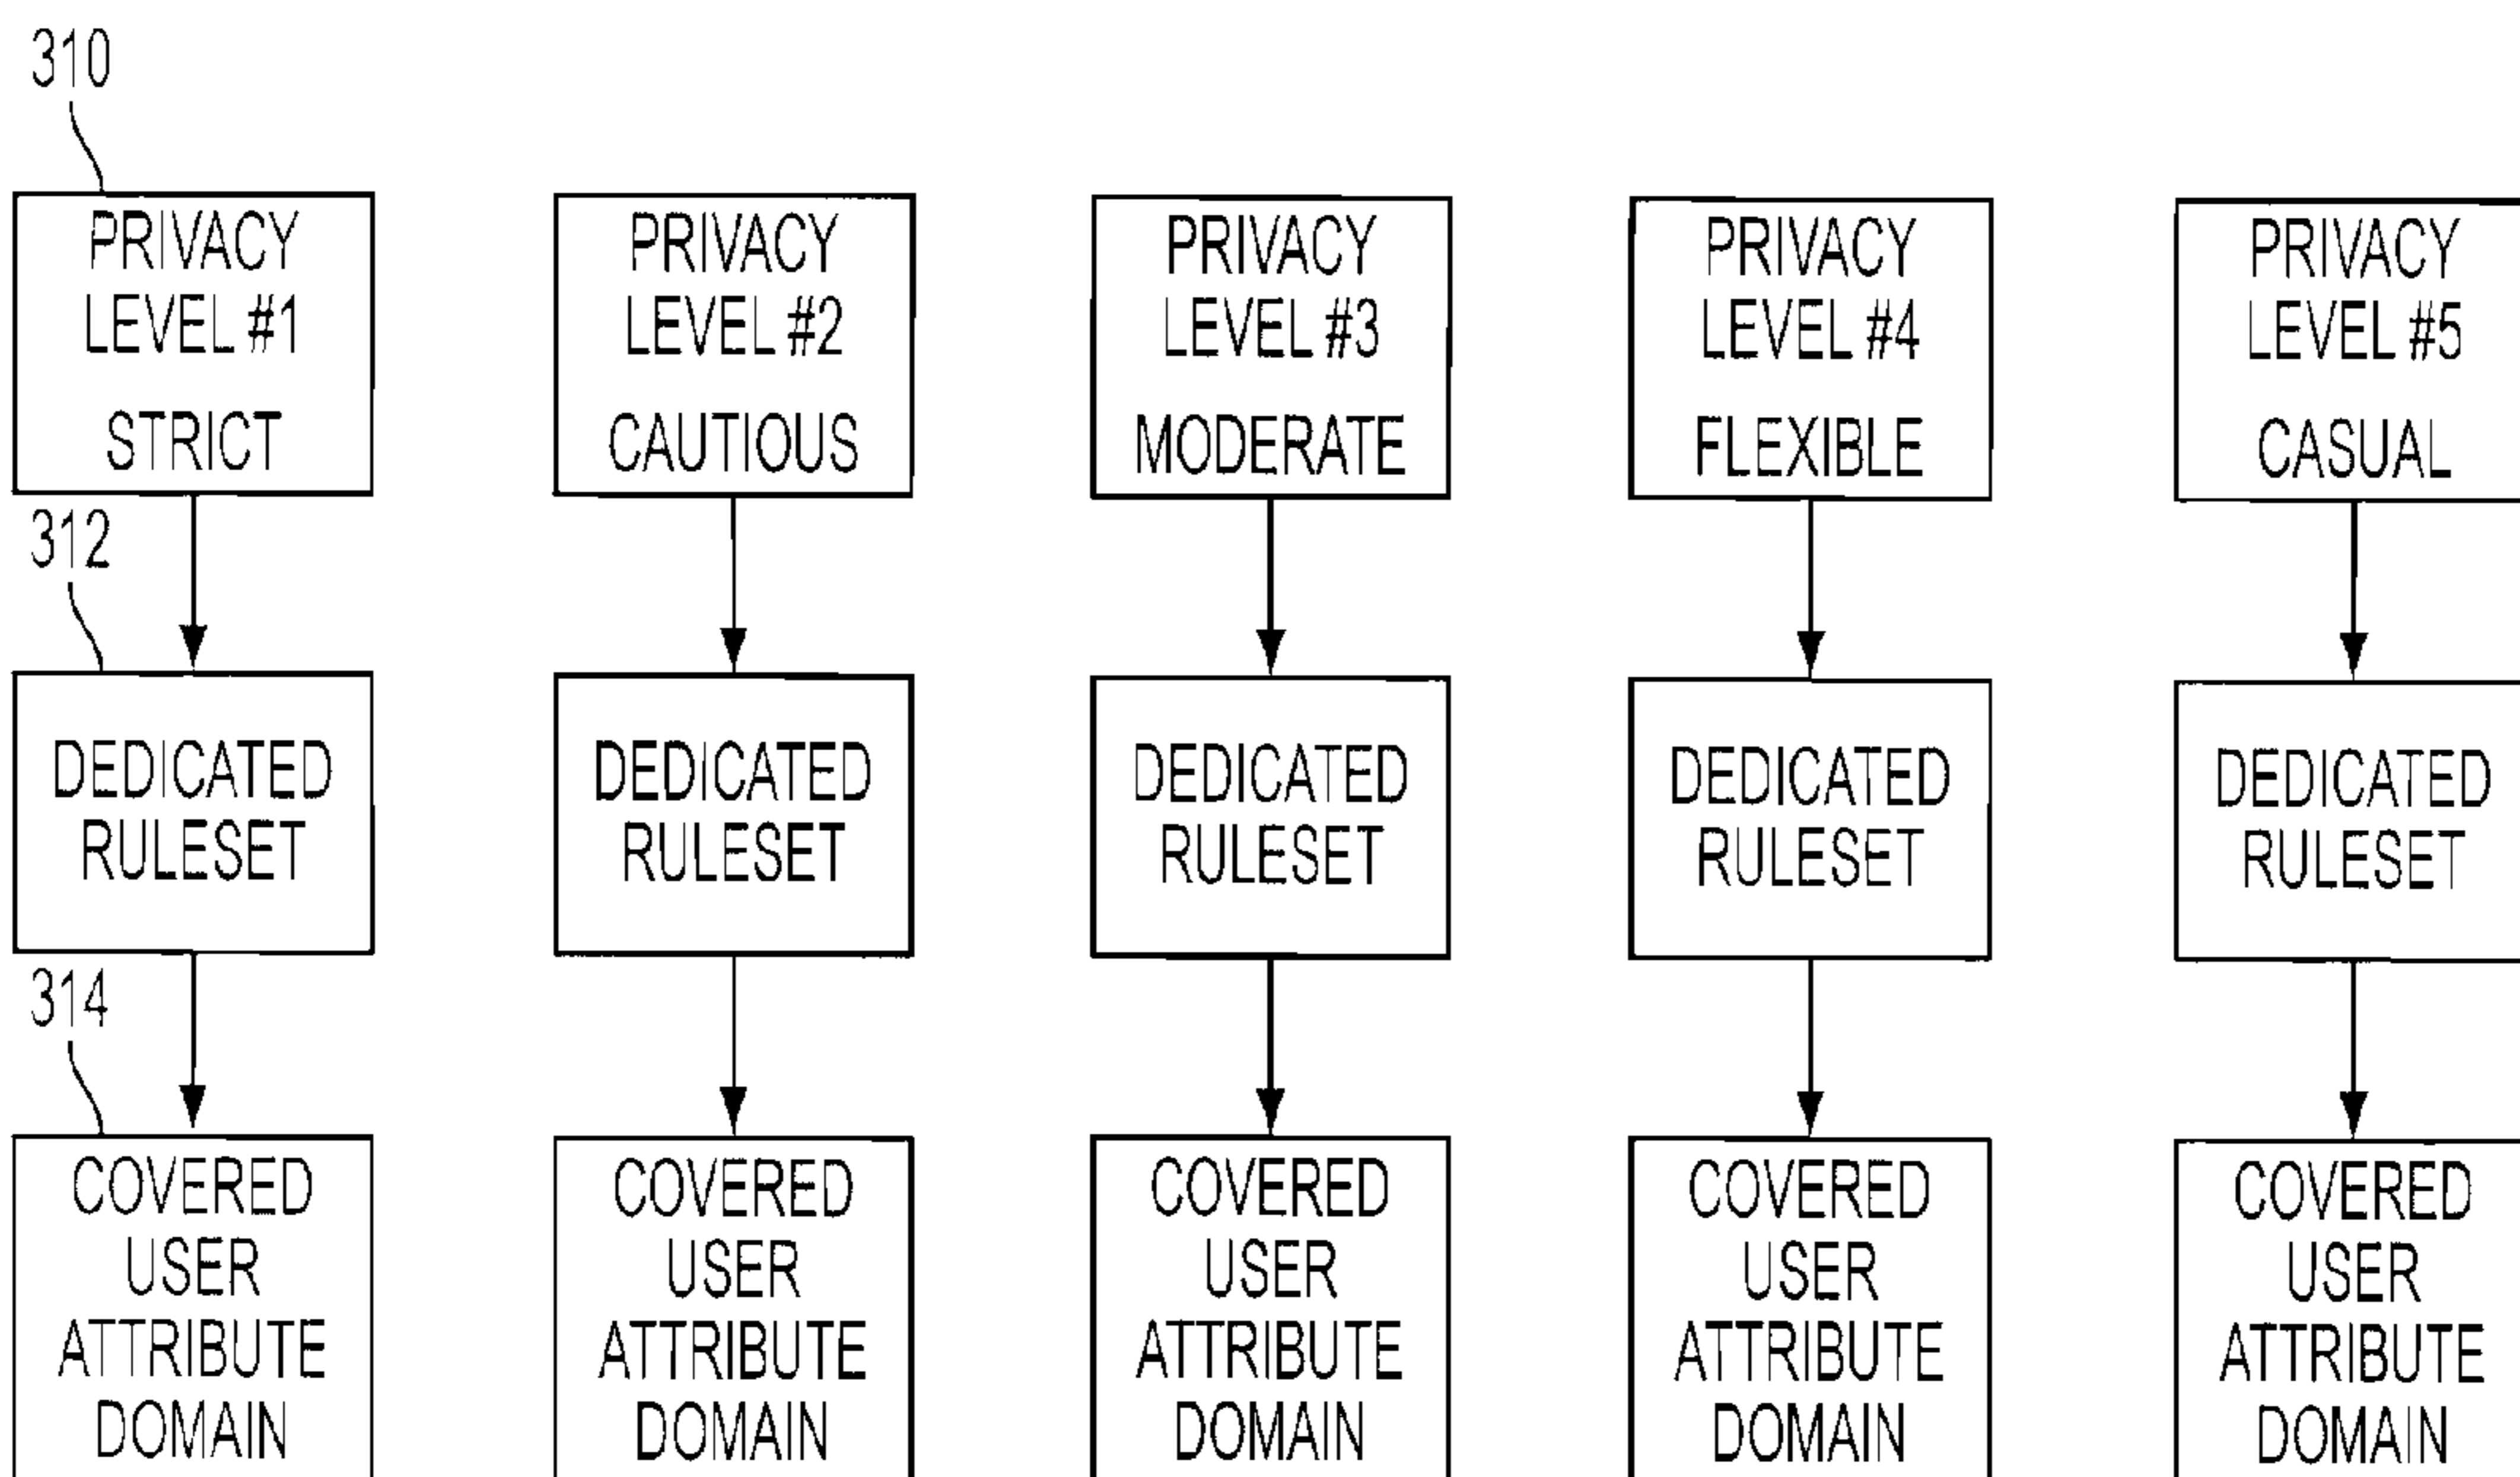 310
PRIVACY
LEVEL #1
STRICT
PRIVACY
LEVEL #2
CAUTIOUS
PRIVACY
LEVEL #3
MODERATE
PRIVACY
LEVEL #4
FLEXIBLE
PRIVACY
LEVEL #5
CASUAL
312
DEDICATED
RULESET
DEDICATED
RULESET
DEDICATED
RULESET
DEDICATED
RULESET
DEDICATED
RULESET
314
COVERED
USER
ATTRIBUTE
DOMAIN
COVERED
USER
ATTRIBUTE
DOMAIN
COVERED
USER
ATTRIBUTE
DOMAIN
COVERED
USER
ATTRIBUTE
DOMAIN
COVERED
USER
ATTRIBUTE
DOMAIN